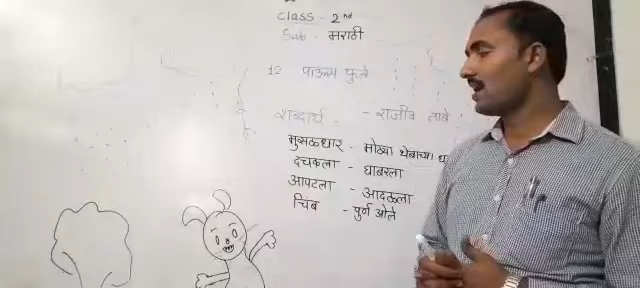 Class - 2nd
Sub - मराठी
12 पाऊस फुले
शब्दार्थ - - राजीव तांबे
मुसळधार - मोठ्या थेंबाच्या
दचकला - घाबरला
आपटला - आदळला
चिंब - पुर्ण ओले